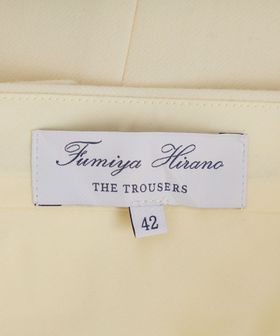 Fumiya Hirano
THE TROUSERS
42